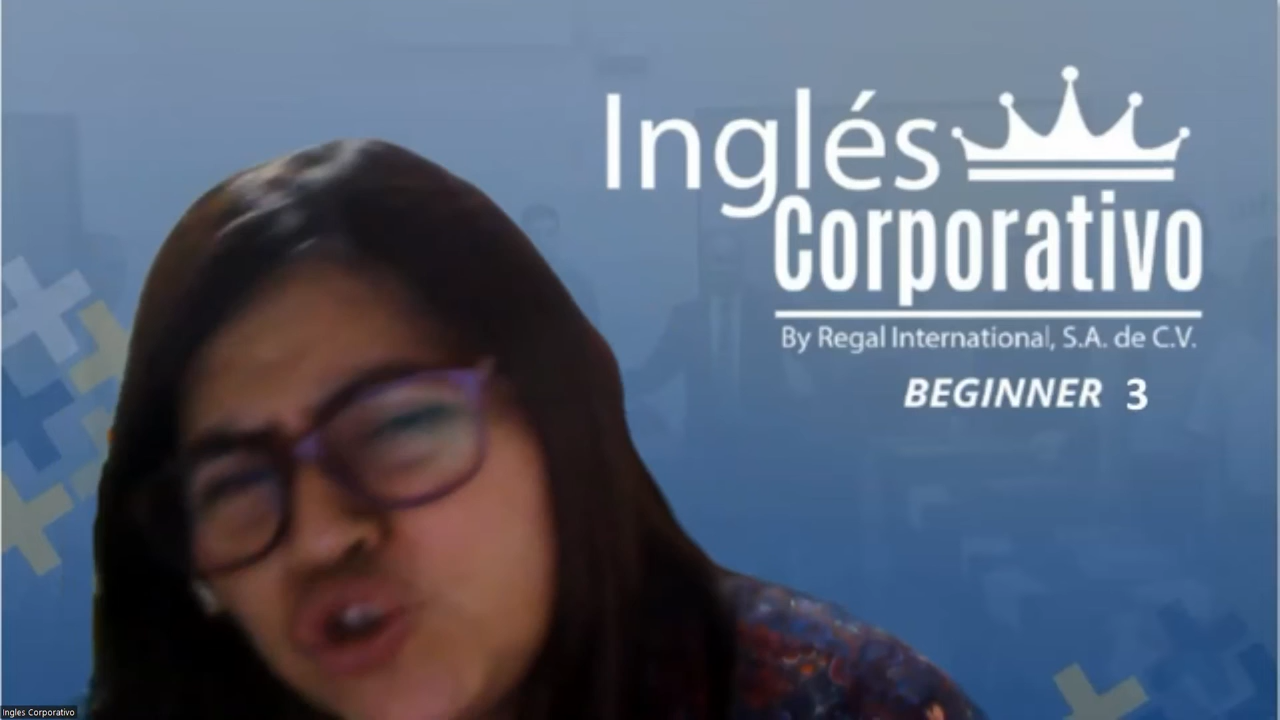 Inglés
Corporativo
By Regal International, S.A. de C.V.
BEGINNER 3
Ingles Corporativo